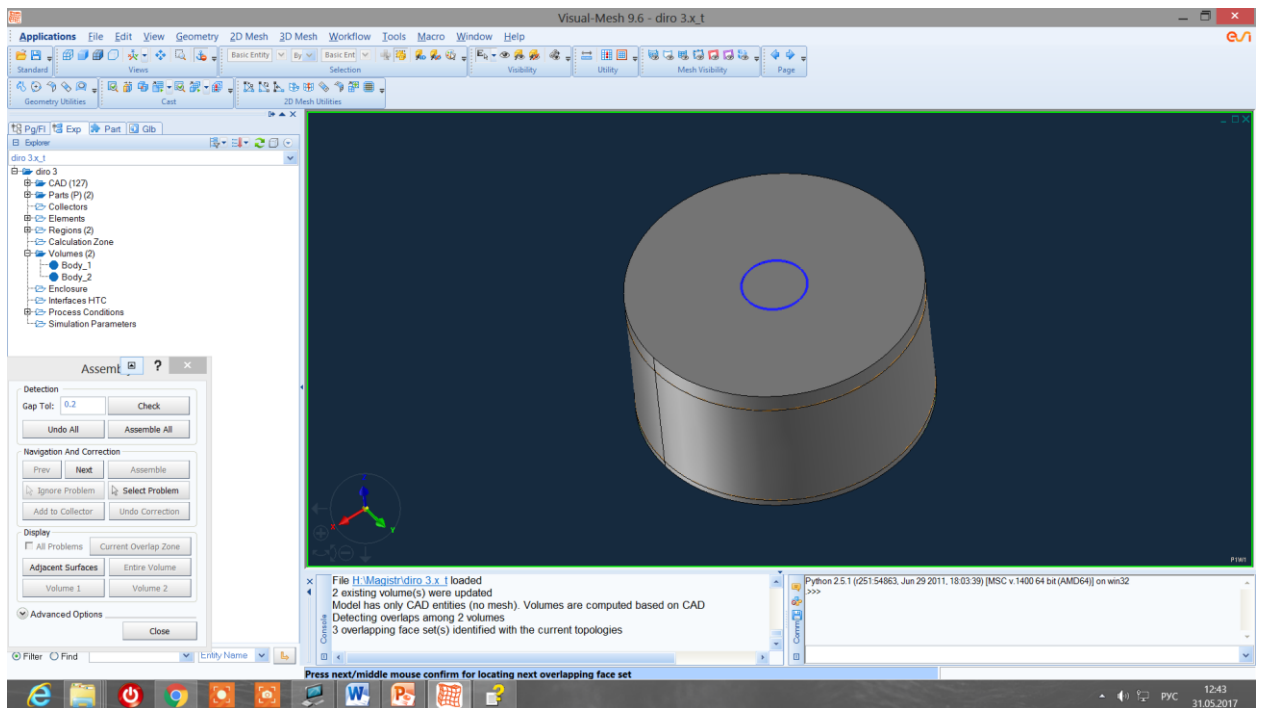 Visual-Mesh 9.6 - diro 3.x_t
Applications File Edit View Geometry 2D Mesh 3D Mesh Workflow Tools Macro Window Help
Basic Entity By Basic Ent
Standard Views Selection Visibility Utility Mesh Visibility Page
Geometry Utilities Cast 2D Mesh Utilities
Pg/Fl Exp Part Glb
Explorer
diro 3.x_t
diro 3
CAD (127)
Parts (P) (2)
Collectors
Elements
Regions (2)
Calculation Zone
Volumes (2)
Body_1
Body_2
Enclosure
Interfaces HTC
Process Conditions
Simulation Parameters
?
Detection
Gap Tol: 0.2 Check
Undo All Assemble All
Navigation And Correction
Prev Next Assemble
Ignore Problem Select Problem
Add to Collector Undo Correction
Display
All Problems Current Overlap Zone
Adjacent Surfaces Entire Volume
Volume 1 Volume 2
Advanced Options
Close
Filter Find Entity Name
X Y
P1W1
Console
File H:\Magistr\diro 3.x_t loaded
2 existing volume(s) were updated
Model has only CAD entities (no mesh). Volumes are computed based on CAD
Detecting overlaps among 2 volumes
3 overlapping face set(s) identified with the current topologies
Python 2.5.1 (r251:54863, Jun 29 2011, 18:03:39) [MSC v.1400 64 bit (AMD64)] on win32
>>>
Press next/middle mouse confirm for locating next overlapping face set
РУС
12:43
31.05.2017